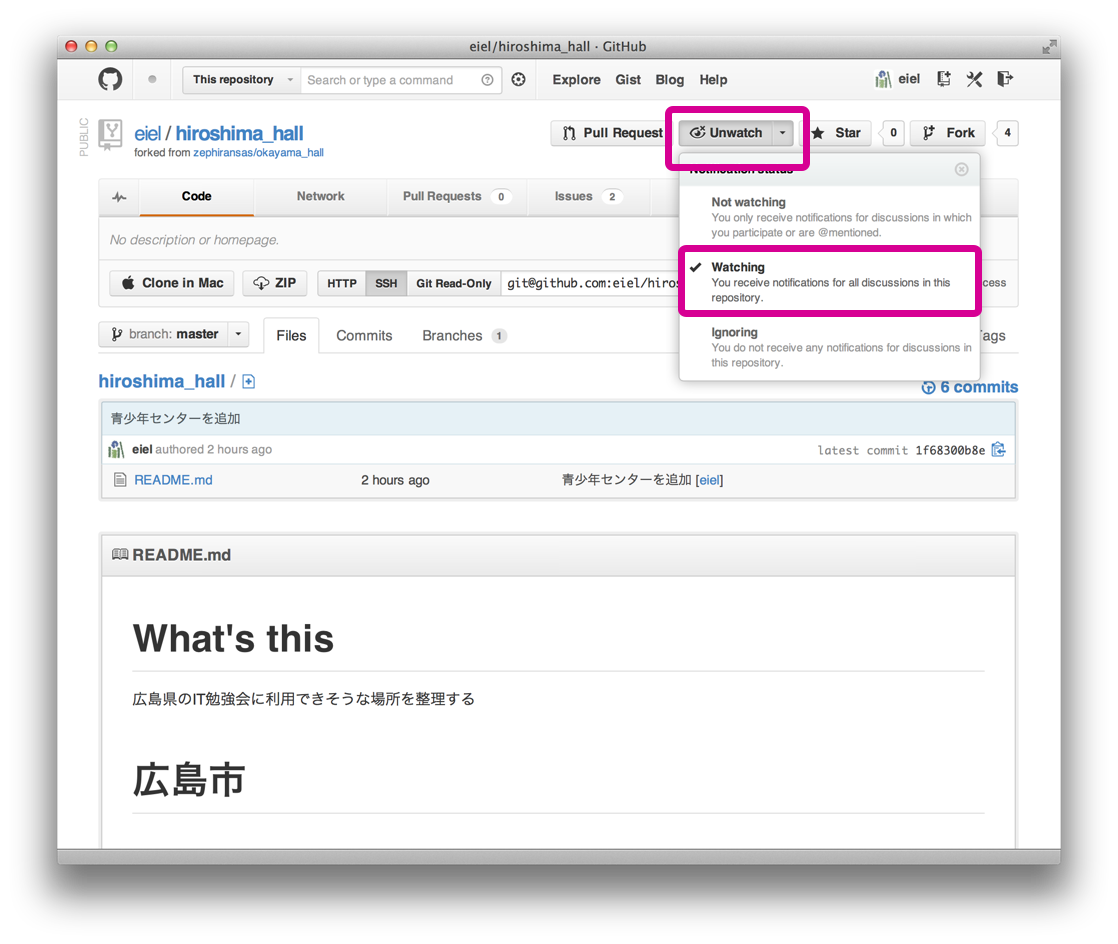 eiel/hiroshima_hall · GitHub
This repository
Search or type a command
Explore Gist Blog Help
eiel
PUBLIC
eiel / hiroshima_hall
forked from zephiransas/okayama_hall
Pull Request
Unwatch
Star 0
Fork 4
Notification status
Not watching
You only receive notifications for discussions in which
you participate or are @mentioned.
Watching
You receive notifications for all discussions in this
repository.
Ignoring
You do not receive any notifications for discussions in
this repository.
Code
Network
Pull Requests 0
Issues 2
No description or homepage.
Clone in Mac
ZIP
HTTP SSH Git Read-Only
git@github.com:eiel/hiros
cess
branch: master
Files
Commits
Branches 1
ags
hiroshima_hall /
6 commits
青少年センターを追加
eiel authored 2 hours ago
latest commit 1f68300b8e
README.md 2 hours ago 青少年センターを追加 [eiel]
README.md
What's this
広島県のIT勉強会に利用できそうな場所を整理する
広島市